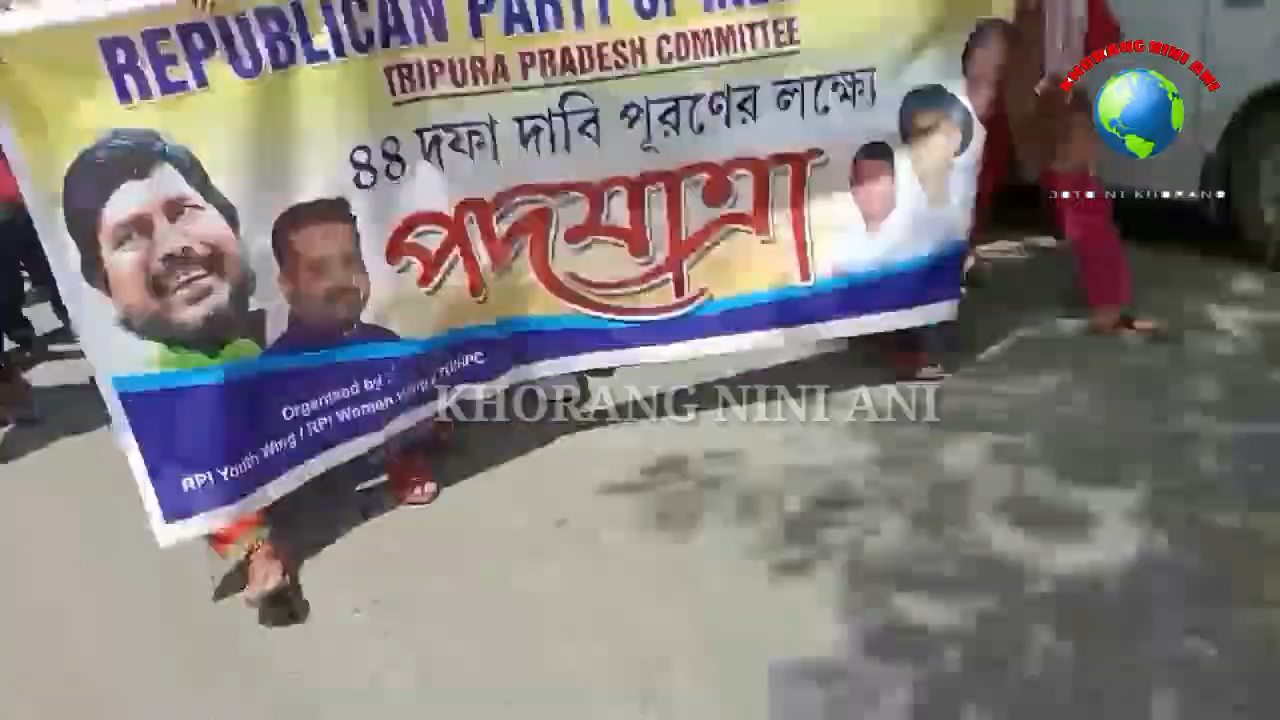 REPUBLICAN PARTY OF
TRIPURA PRADESH COMMITTEE
৪৪ দফা দাবি পূরণের লক্ষ্যে
পদযাত্রা
Organised by
RPI Youth Wing / RPI Women Wing /
KHORANG NINI ANI
KHORANG NINI ANI